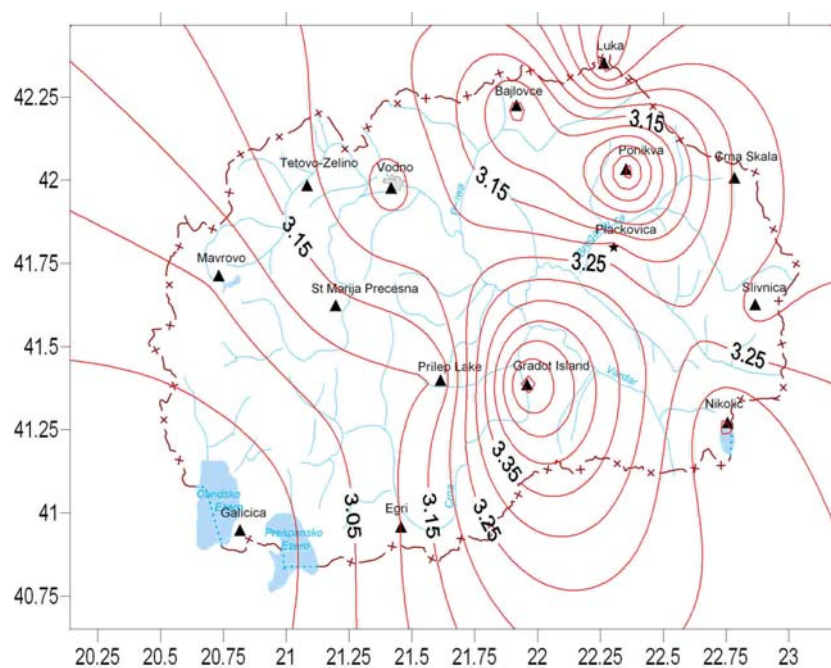 Luka
42.25
Bajlovce
3.15
Ponikva
Crna Skala
42
Tetovo-Zelino
Vodno
3.15
3.15
Plackovica
3.25
41.75
Mavrovo
St Marija Precesna
Slivnica
41.5
3.25
Prilep Lake
Gradot Island
Vardar
Nikolic
41.25
3.35
41
Galicica
Ezero
Prespansko
Ezero
Egri
3.05
3.15
3.25
40.75
20.25 20.5 20.75 21 21.25 21.5 21.75 22 22.25 22.5 22.75 23